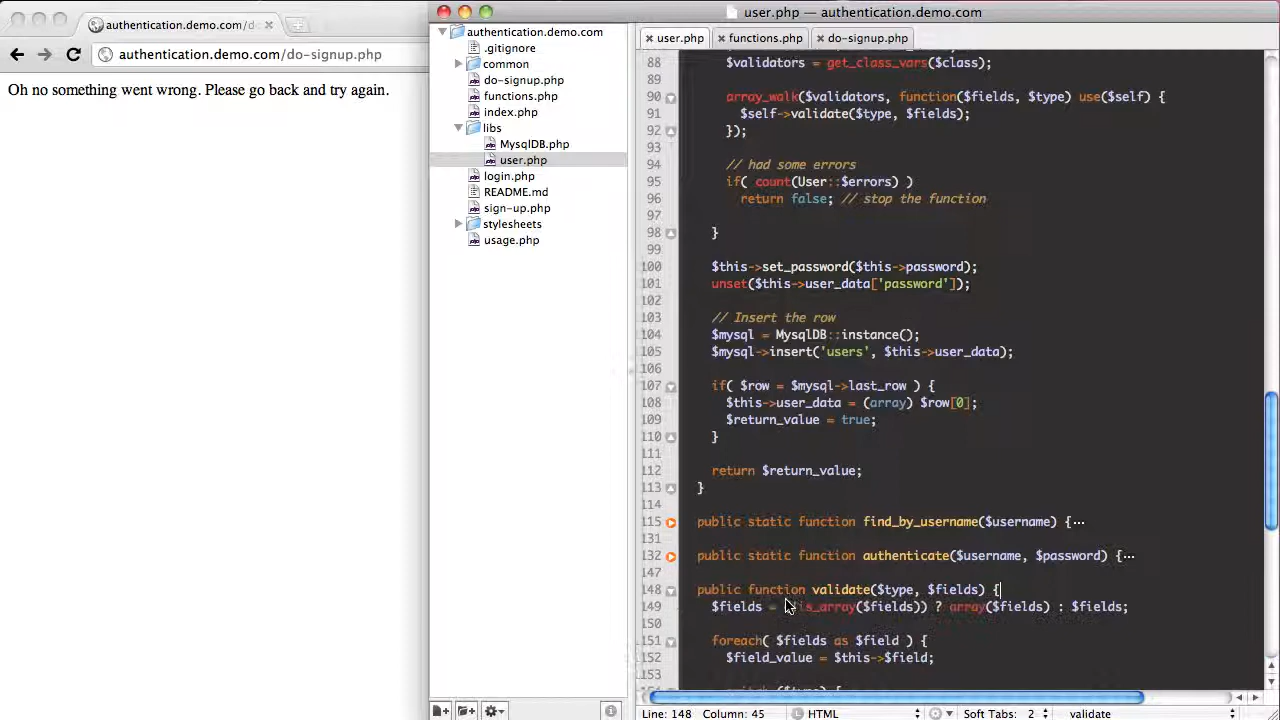 authentication.demo.com/do
authentication.demo.com/do-signup.php
Oh no something went wrong. Please go back and try again.
user.php — authentication.demo.com
authentication.demo.com
.gitignore
common
do-signup.php
functions.php
index.php
libs
MysqlDB.php
user.php
login.php
README.md
sign-up.php
stylesheets
usage.php
user.php
functions.php
do-signup.php
88 $validators = get_class_vars($class);
89
90 array_walk($validators, function($fields, $type) use($self) {
91 $self->validate($type, $fields);
92 });
93
94 // had some errors
95 if( count(User::$errors) )
96 return false; // stop the function
97
98 }
99
100 $this->set_password($this->password);
101 unset($this->user_data['password']);
102
103 // Insert the row
104 $mysql = MysqlDB::instance();
105 $mysql->insert('users', $this->user_data);
106
107 if( $row = $mysql->last_row ) {
108 $this->user_data = (array) $row[0];
109 $return_value = true;
110 }
111
112 return $return_value;
113 }
114
115 public static function find_by_username($username) {…
131
132 public static function authenticate($username, $password) {…
147
148 public function validate($type, $fields) {
149 $fields = is_array($fields)) ? array($fields) : $fields;
150
151 foreach( $fields as $field ) {
152 $field_value = $this->$field;
153
Line: 148 Column: 45
HTML
Soft Tabs: 2
validate